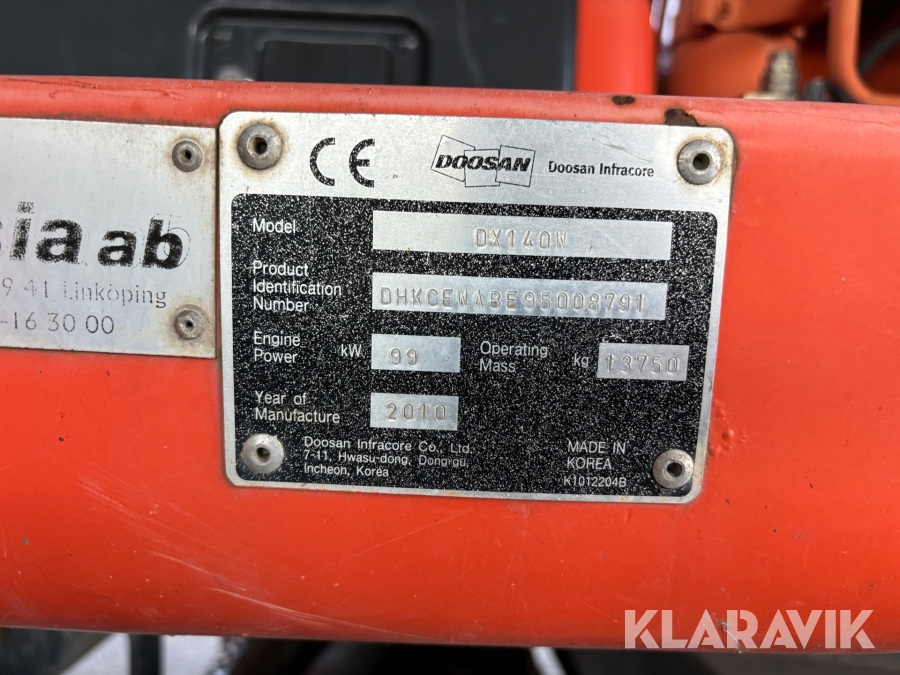 sia ab
9 41 Linköping
-16 30 00
CE
DOOSAN
Doosan Infracore
Model
DX140W
Product
Identification
Number
DHKCEWABE95008791
Engine
Power
kW
99
Operating
Mass
kg
13750
Year of
Manufacture
2010
Doosan Infracore Co., Ltd.
7-11, Hwasu-dong, Dong-gu,
Incheon, Korea
MADE IN
KOREA
K1012204B
KLARAVIK